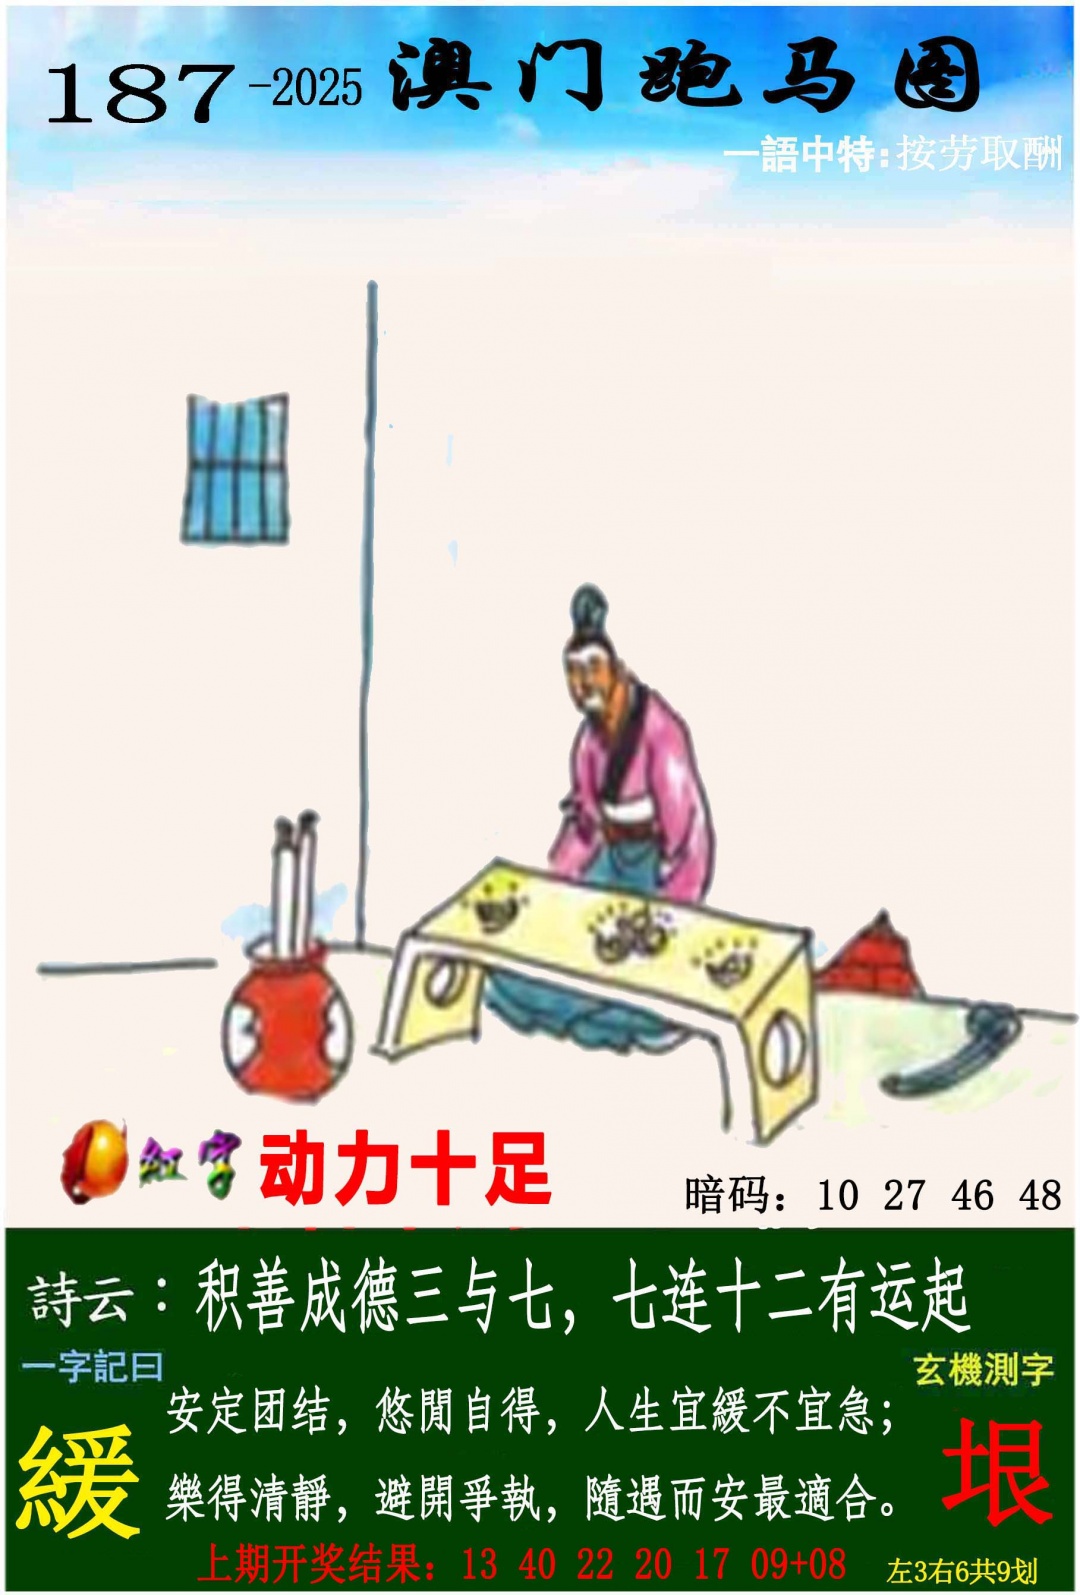 187-2025 澳门跑马图
一語中特:按劳取酬
红字 动力十足
暗码：10 27 46 48
詩云：积善成德三与七，七连十二有运起
一字記曰
玄機測字
安定团结，悠閒自得，人生宜緩不宜急；
緩
垠
樂得清靜，避開爭執，隨遇而安最適合。
上期开奖结果：13 40 22 20 17 09+08
左3右6共9划